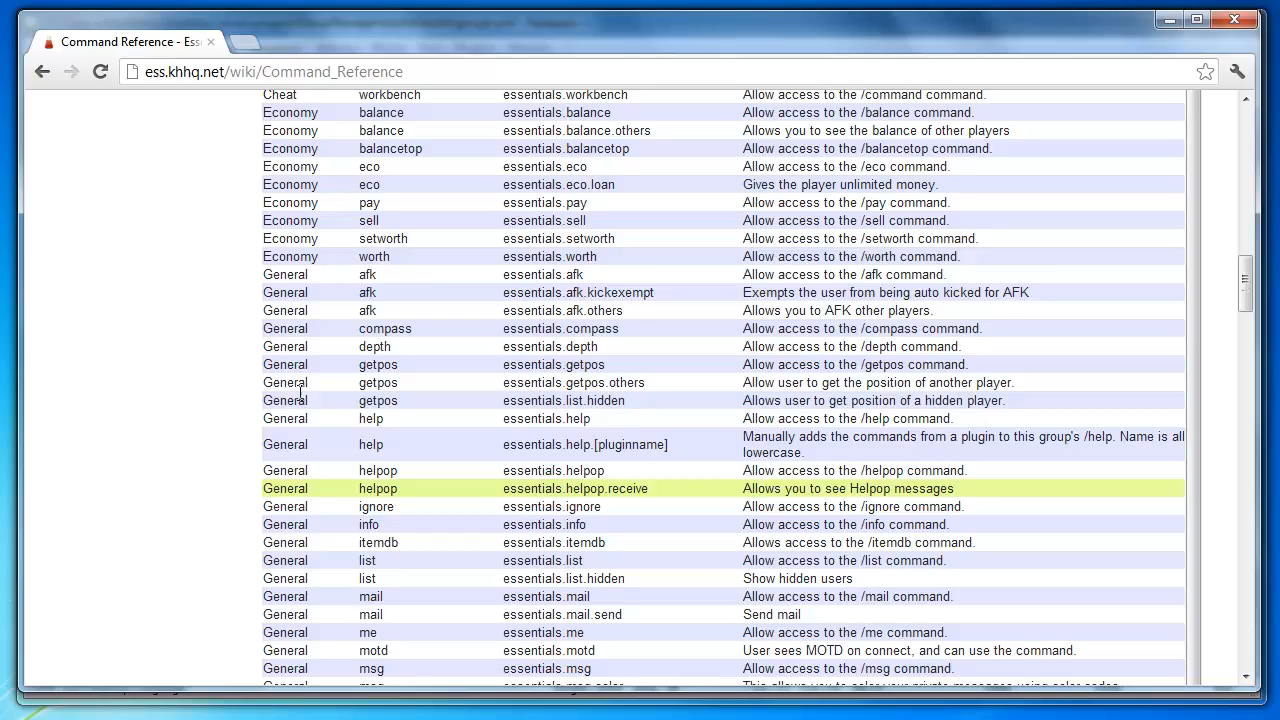 Command Reference - Ess
ess.khhq.net/wiki/Command_Reference
Cheat workbench essentials.workbench Allow access to the /command command.
Economy balance essentials.balance Allow access to the /balance command.
Economy balance essentials.balance.others Allows you to see the balance of other players
Economy balancetop essentials.balancetop Allow access to the /balancetop command.
Economy eco essentials.eco Allow access to the /eco command.
Economy eco essentials.eco.loan Gives the player unlimited money.
Economy pay essentials.pay Allow access to the /pay command.
Economy sell essentials.sell Allow access to the /sell command.
Economy setworth essentials.setworth Allow access to the /setworth command.
Economy worth essentials.worth Allow access to the /worth command.
General afk essentials.afk Allow access to the /afk command.
General afk essentials.afk.kickexempt Exempts the user from being auto kicked for AFK
General afk essentials.afk.others Allows you to AFK other players.
General compass essentials.compass Allow access to the /compass command.
General depth essentials.depth Allow access to the /depth command.
General getpos essentials.getpos Allow access to the /getpos command.
General getpos essentials.getpos.others Allow user to get the position of another player.
General getpos essentials.list.hidden Allows user to get position of a hidden player.
General help essentials.help Allow access to the /help command.
General help essentials.help.[pluginname] Manually adds the commands from a plugin to this group's /help. Name is all
lowercase.
General helpop essentials.helpop Allow access to the /helpop command.
General helpop essentials.helpop.receive Allows you to see Helpop messages
General ignore essentials.ignore Allow access to the /ignore command.
General info essentials.info Allow access to the /info command.
General itemdb essentials.itemdb Allows access to the /itemdb command.
General list essentials.list Allow access to the /list command.
General list essentials.list.hidden Show hidden users
General mail essentials.mail Allow access to the /mail command.
General mail essentials.mail.send Send mail
General me essentials.me Allow access to the /me command.
General motd essentials.motd User sees MOTD on connect, and can use the command.
General msg essentials.msg Allow access to the /msg command.